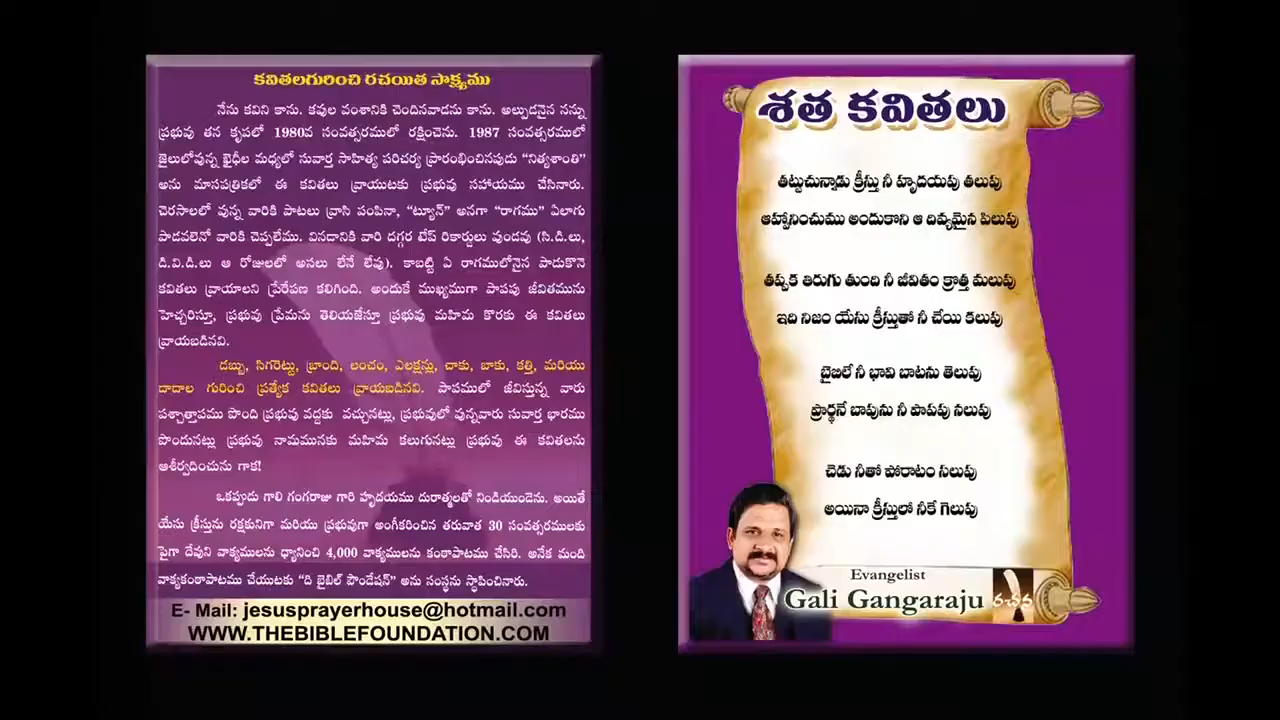 కవితలగురించి రచయిత సాక్ష్యము
నేను కవిని కాను. కవుల వంశానికి చెందినవాడను కాను. అల్పుడనైన నన్ను
ప్రభువు తన కృపలో 1980వ సంవత్సరములో రక్షించెను. 1987 సంవత్సరములో
జైలులోవున్న ఖైధీల మధ్యలో సువార్త సాహిత్య పరిచర్య ప్రారంభించినపుడు “నిత్యశాంతి”
అను మాసపత్రికలో ఈ కవితలు వ్రాయుటకు ప్రభువు సహాయము చేసినారు.
చెరసాలలో వున్న వారికి పాటలు వ్రాసి పంపినా, “ట్యూన్” అనగా “రాగము” ఏలాగు
పాడవలెనో వారికి చెప్పలేము. వినడానికి వారి దగ్గర టేప్ రికార్డులు వుండవు (సి.డి.లు,
డి.వి.డి.లు ఆ రోజులలో అసలు లేనే లేవు). కాబట్టి ఏ రాగములోనైన పాడుకొనె
కవితలు వ్రాయాలని ప్రేరేపణ కలిగింది. అందుకే ముఖ్యముగా పాపపు జీవితమును
హెచ్చరిస్తూ, ప్రభువు ప్రేమను తెలియజేస్తూ ప్రభువు మహిమ కొరకు ఈ కవితలు
వ్రాయబడినవి.
డబ్బు, సిగరెట్టు, బ్రాంది, లంచం, ఎలక్షన్లు, చాకు, బాకు, కత్తి, మరియు
దాదాల గురించి ప్రత్యేక కవితలు వ్రాయబడినవి. పాపములో జీవిస్తున్న వారు
పశ్చాత్తాపము పొంది ప్రభువు వద్దకు వచ్చునట్లు, ప్రభువులో వున్నవారు సువార్త భారము
పొందునట్లు ప్రభువు నామమునకు మహిమ కలుగునట్లు ప్రభువు ఈ కవితలను
ఆశీర్వదించును గాక!
ఒకప్పుడు గాలి గంగరాజు గారి హృదయము దురాత్మలతో నిండియుండెను. అయితే
యేసు క్రీస్తును రక్షకునిగా మరియు ప్రభువుగా అంగీకరించిన తరువాత 30 సంవత్సరములకు
పైగా దేవుని వాక్యములను ధ్యానించి 4,000 వాక్యములను కంఠాపాటము చేసిరి. అనేక మంది
వాక్యకంఠాపాటము చేయుటకు “ది బైబిల్ ఫౌండేషన్” అను సంస్థను స్థాపించినారు.
E- Mail: jesusprayerhouse@hotmail.com
WWW.THEBIBLEFOUNDATION.COM
శత కవితలు
తట్టుచున్నాడు క్రీస్తు నీ హృదయపు తలుపు
ఆహ్వానించుము అందుకొని ఆ దివ్యమైన పిలుపు
తప్పక తిరుగు తుంది నీ జీవితం క్రొత్త మలుపు
ఇది నిజం యేసు క్రీస్తుతో నీ చేయి కలుపు
బైబిలే నీ భావి బాటను తెలుపు
ప్రార్థనే బాపును నీ పాపపు నలుపు
చెడు నీతో పోరాటం సలుపు
అయినా క్రీస్తులో నీకే గెలుపు
Evangelist
Gali Gangaraju రచన